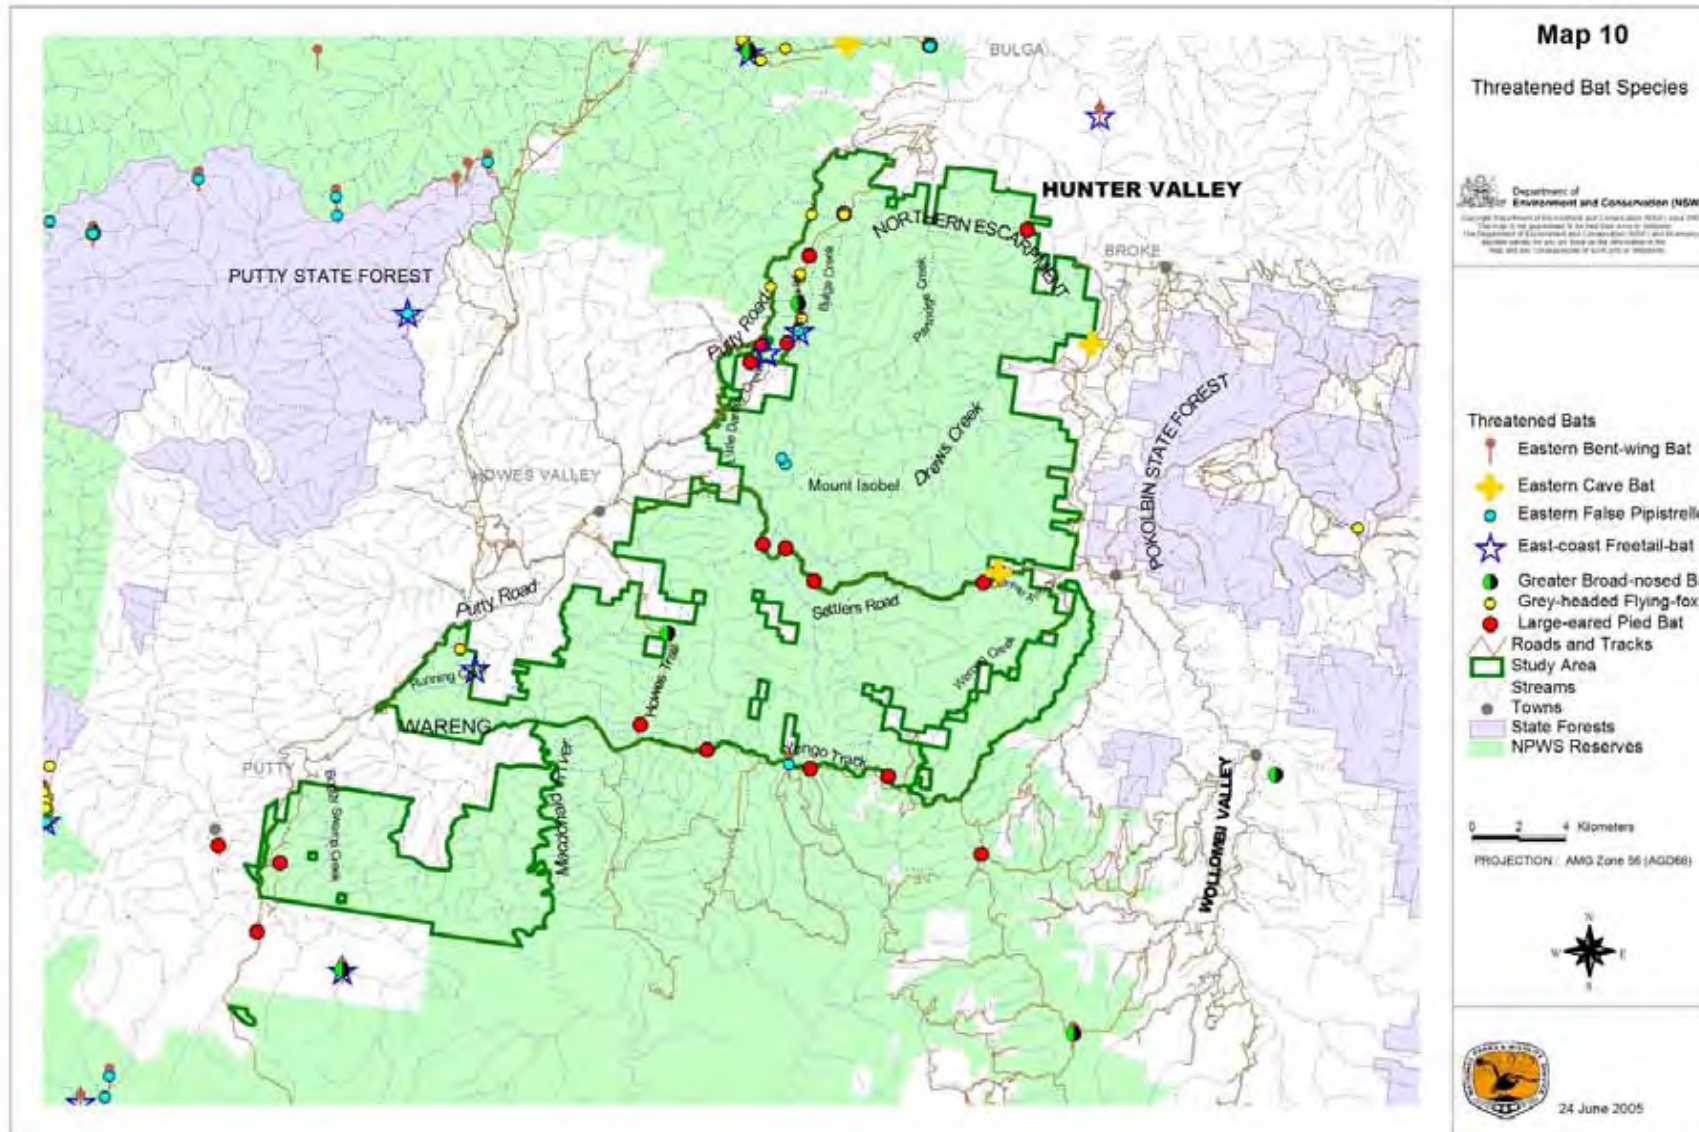 Map 10
Threatened Bat Species
Department of
Environment and Conservation (NSW
Threatened Bats
Eastern Bent-wing Bat
Eastern Cave Bat
Eastern False Pipistrelle
East-coast Freetail-bat
Greater Broad-nosed Ba
Grey-headed Flying-fox
Large-eared Pied Bat
Roads and Tracks
Study Area
Streams
Towns
State Forests
NPWS Reserves
0 2 4 Kilometers
PROJECTION : AMG Zone 56 (AGD66)
N
W E
S
24 June 2005
BULGA
HUNTER VALLEY
NORTHERN ESCARPMENT
BROKE
PUTTY STATE FOREST
Putty Road
Bulga Creek
Parsnidge Creek
POKOLBIN STATE FOREST
Drews Creek
HOWES VALLEY
Mount Isobel
Putty Road
Settlers Road
Howes Trail
WARENG
Yengo Track
PUTTY
Macdonald River
WOLLOMBI VALLEY